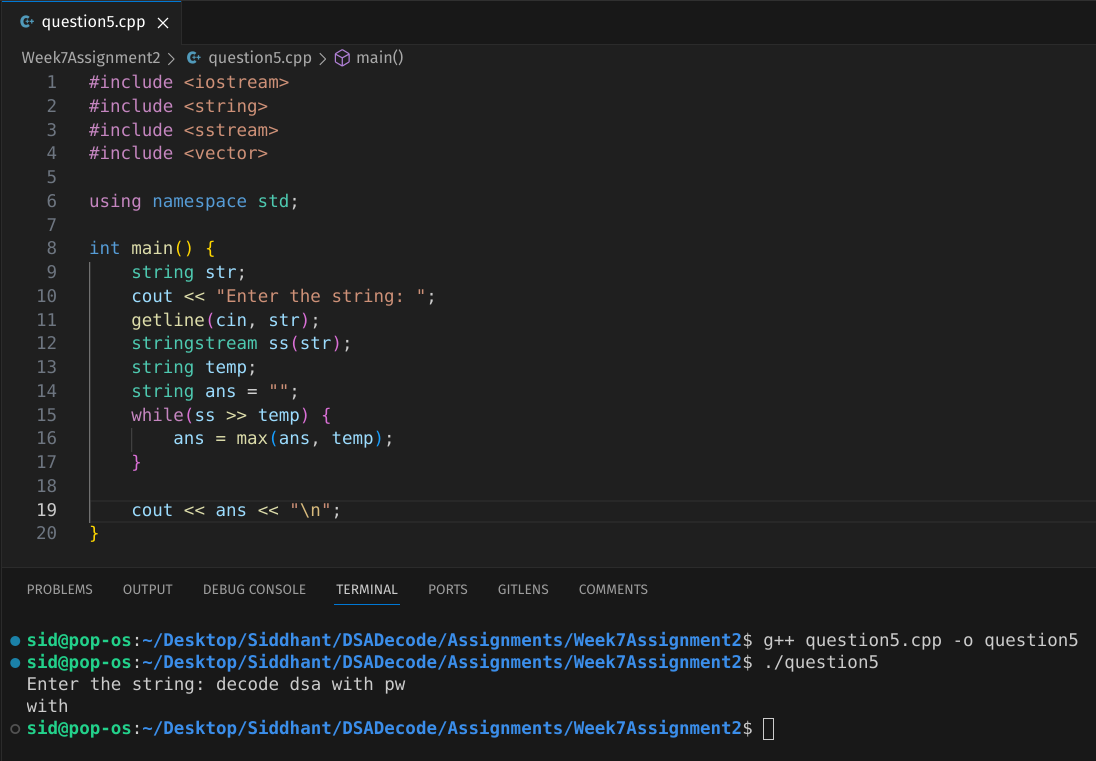 question5.cpp
Week7Assignment2 > question5.cpp > main()
1 #include <iostream>
2 #include <string>
3 #include <sstream>
4 #include <vector>
5
6 using namespace std;
7
8 int main() {
9     string str;
10     cout << "Enter the string: ";
11     getline(cin, str);
12     stringstream ss(str);
13     string temp;
14     string ans = "";
15     while(ss >> temp) {
16         ans = max(ans, temp);
17     }
18
19     cout << ans << "\n";
20 }
PROBLEMS OUTPUT DEBUG CONSOLE TERMINAL PORTS GITLENS COMMENTS
sid@pop-os:~/Desktop/Siddhant/DSADecode/Assignments/Week7Assignment2$ g++ question5.cpp -o question5
sid@pop-os:~/Desktop/Siddhant/DSADecode/Assignments/Week7Assignment2$ ./question5
Enter the string: decode dsa with pw
with
sid@pop-os:~/Desktop/Siddhant/DSADecode/Assignments/Week7Assignment2$